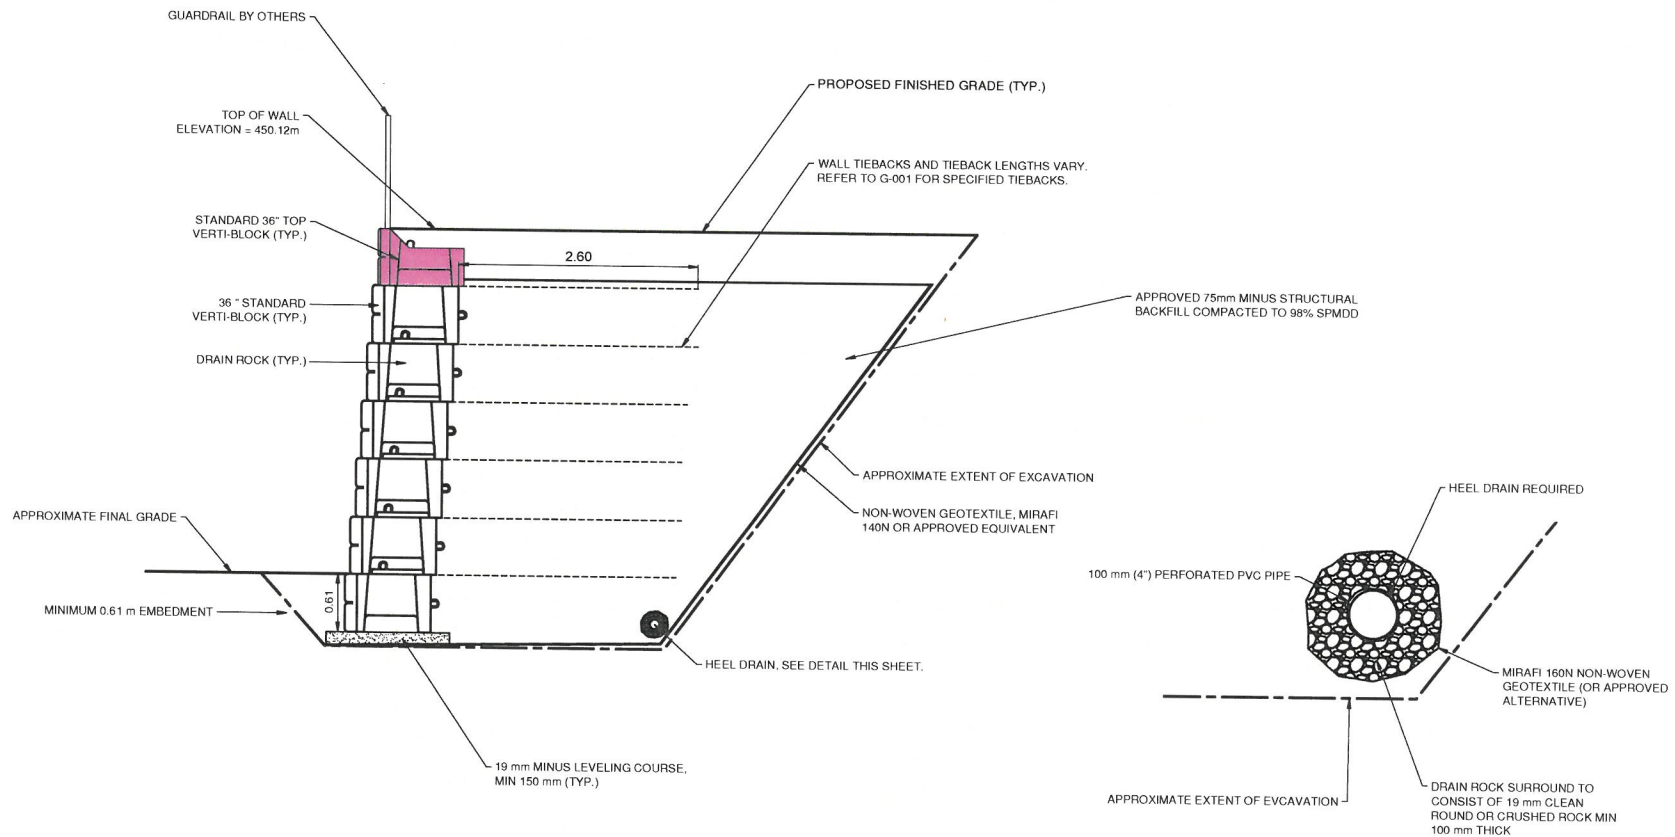 GUARDRAIL BY OTHERS
TOP OF WALL
ELEVATION = 450.12m
PROPOSED FINISHED GRADE (TYP.)
WALL TIEBACKS AND TIEBACK LENGTHS VARY.
REFER TO G-001 FOR SPECIFIED TIEBACKS.
STANDARD 36" TOP
VERTI-BLOCK (TYP.)
2.60
36 " STANDARD
VERTI-BLOCK (TYP.)
APPROVED 75mm MINUS STRUCTURAL
BACKFILL COMPACTED TO 98% SPMDD
DRAIN ROCK (TYP.)
APPROXIMATE EXTENT OF EXCAVATION
NON-WOVEN GEOTEXTILE, MIRAFI
140N OR APPROVED EQUIVALENT
APPROXIMATE FINAL GRADE
MINIMUM 0.61 m EMBEDMENT
0.61
HEEL DRAIN, SEE DETAIL THIS SHEET.
19 mm MINUS LEVELING COURSE,
MIN 150 mm (TYP.)
HEEL DRAIN REQUIRED
100 mm (4") PERFORATED PVC PIPE
MIRAFI 160N NON-WOVEN
GEOTEXTILE (OR APPROVED
ALTERNATIVE)
APPROXIMATE EXTENT OF EVCAVATION
DRAIN ROCK SURROUND TO
CONSIST OF 19 mm CLEAN
ROUND OR CRUSHED ROCK MIN
100 mm THICK